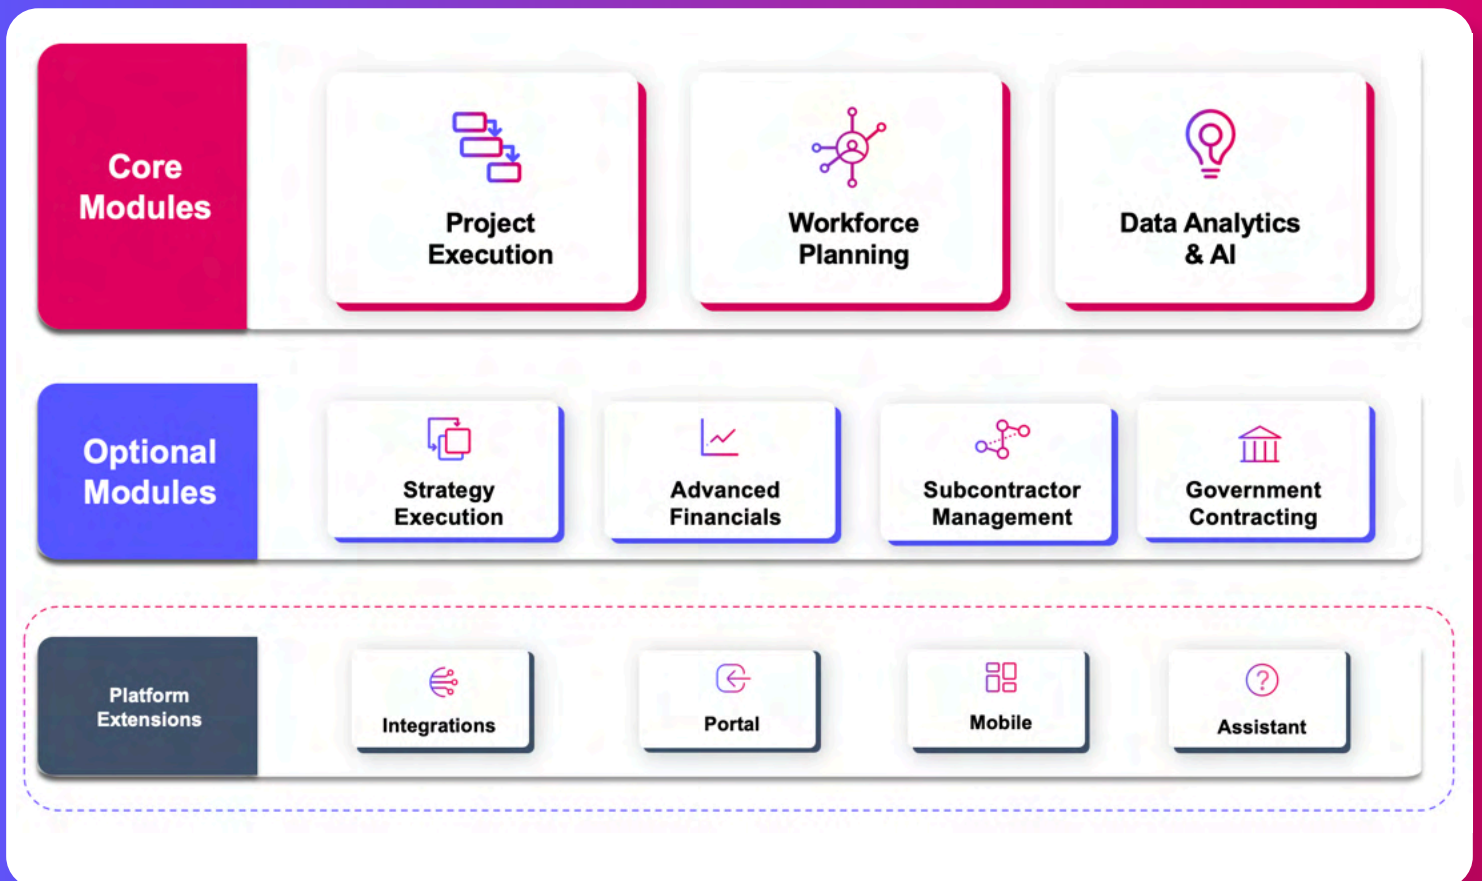 Core
Modules
Project
Execution
Workforce
Planning
Data Analytics
& AI
Optional
Modules
Strategy
Execution
Advanced
Financials
Subcontractor
Management
Government
Contracting
Platform
Extensions
Integrations
Portal
Mobile
Assistant